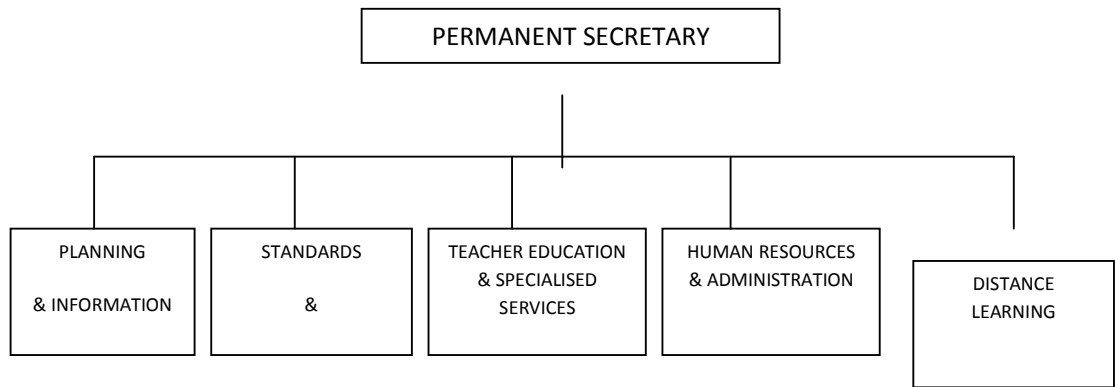 PERMANENT SECRETARY
PLANNING
& INFORMATION
STANDARDS
&
TEACHER EDUCATION
& SPECIALISED
SERVICES
HUMAN RESOURCES
& ADMINISTRATION
DISTANCE
LEARNING